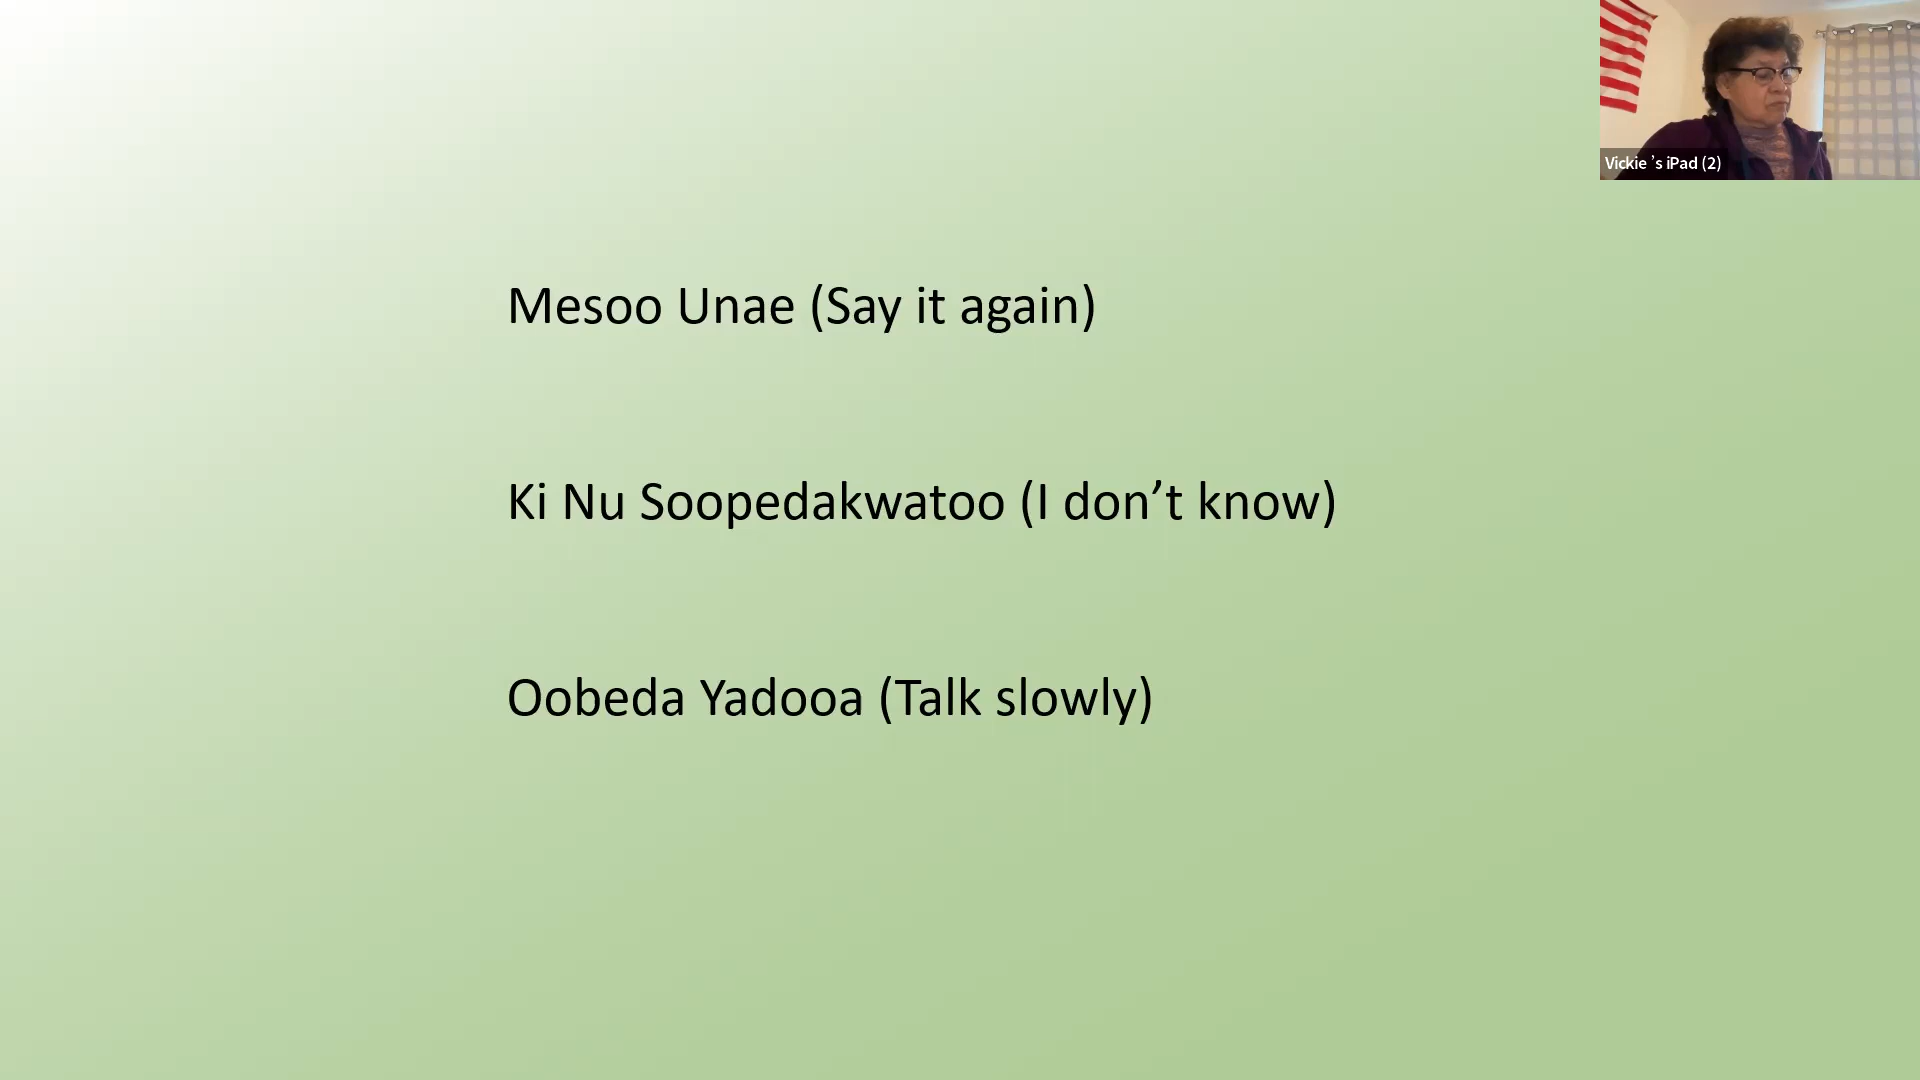 Vickie ’s iPad (2)
Mesoo Unae (Say it again)
Ki Nu Soopedakwatoo (I don’t know)
Oobeda Yadooa (Talk slowly)